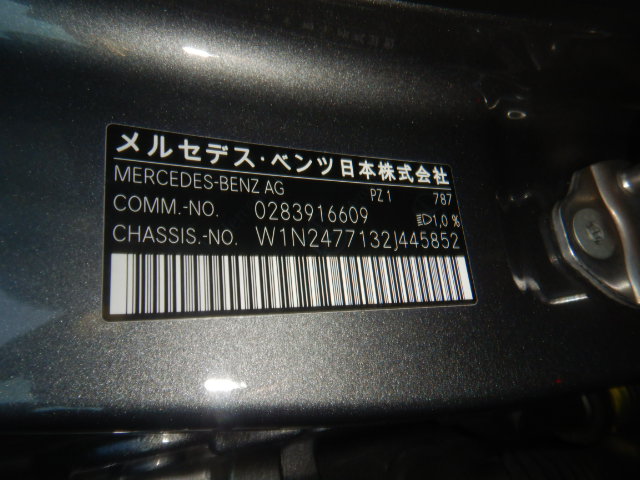 メルセデス・ベンツ日本株式会社
MERCEDES-BENZ AG PZ1 787
COMM.-NO. 0283916609 1,0 %
CHASSIS.-NO. W1N2477132J445852